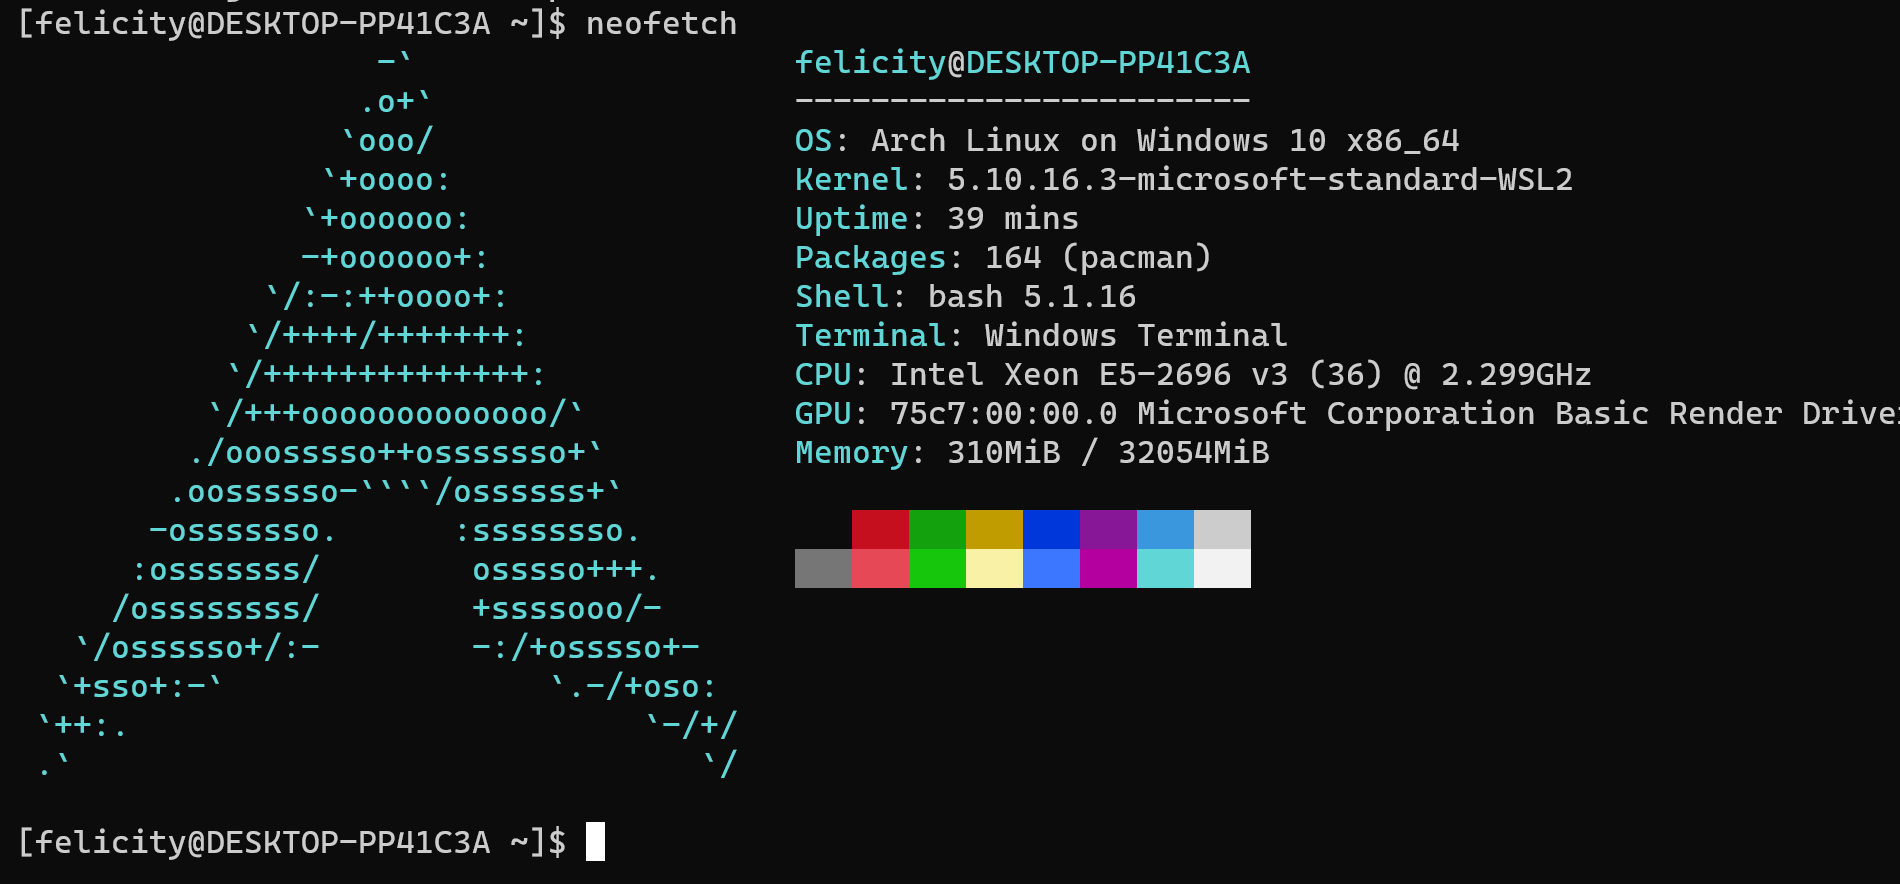 [felicity@DESKTOP-PP41C3A ~]$ neofetch
                   -`                    felicity@DESKTOP-PP41C3A
                  .o+`                   ------------------------
                 `ooo/                   OS: Arch Linux on Windows 10 x86_64
                `+oooo:                  Kernel: 5.10.16.3-microsoft-standard-WSL2
               `+oooooo:                 Uptime: 39 mins
               -+oooooo+:                Packages: 164 (pacman)
             `/:-:++oooo+:               Shell: bash 5.1.16
            `/++++/+++++++:              Terminal: Windows Terminal
           `/++++++++++++++:             CPU: Intel Xeon E5-2696 v3 (36) @ 2.299GHz
          `/+++ooooooooooooo/`           GPU: 75c7:00:00.0 Microsoft Corporation Basic Render Drive
         ./ooosssso++osssssso+`          Memory: 310MiB / 32054MiB
        .oossssso-````/ossssss+`
       -osssssso.      :ssssssso.
      :osssssss/        osssso+++.
     /ossssssss/        +ssssooo/-
   `/ossssso+/:-        -:/+osssso+-
  `+sso+:-`                 `.-/+oso:
 `++:.                           `-/+/
 .`                                 `/
[felicity@DESKTOP-PP41C3A ~]$